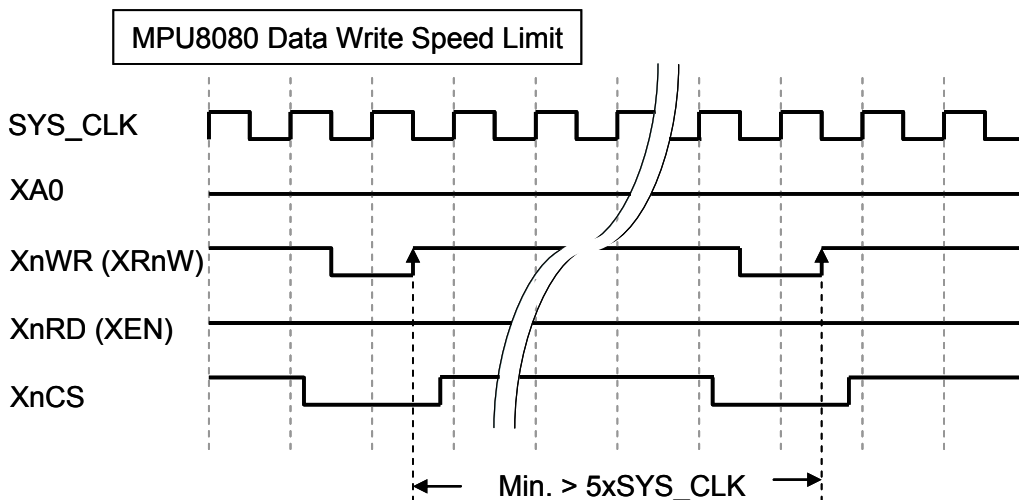 MPU8080 Data Write Speed Limit
SYS_CLK
XA0
XnWR (XRnW)
XnRD (XEN)
XnCS
Min. > 5xSYS_CLK